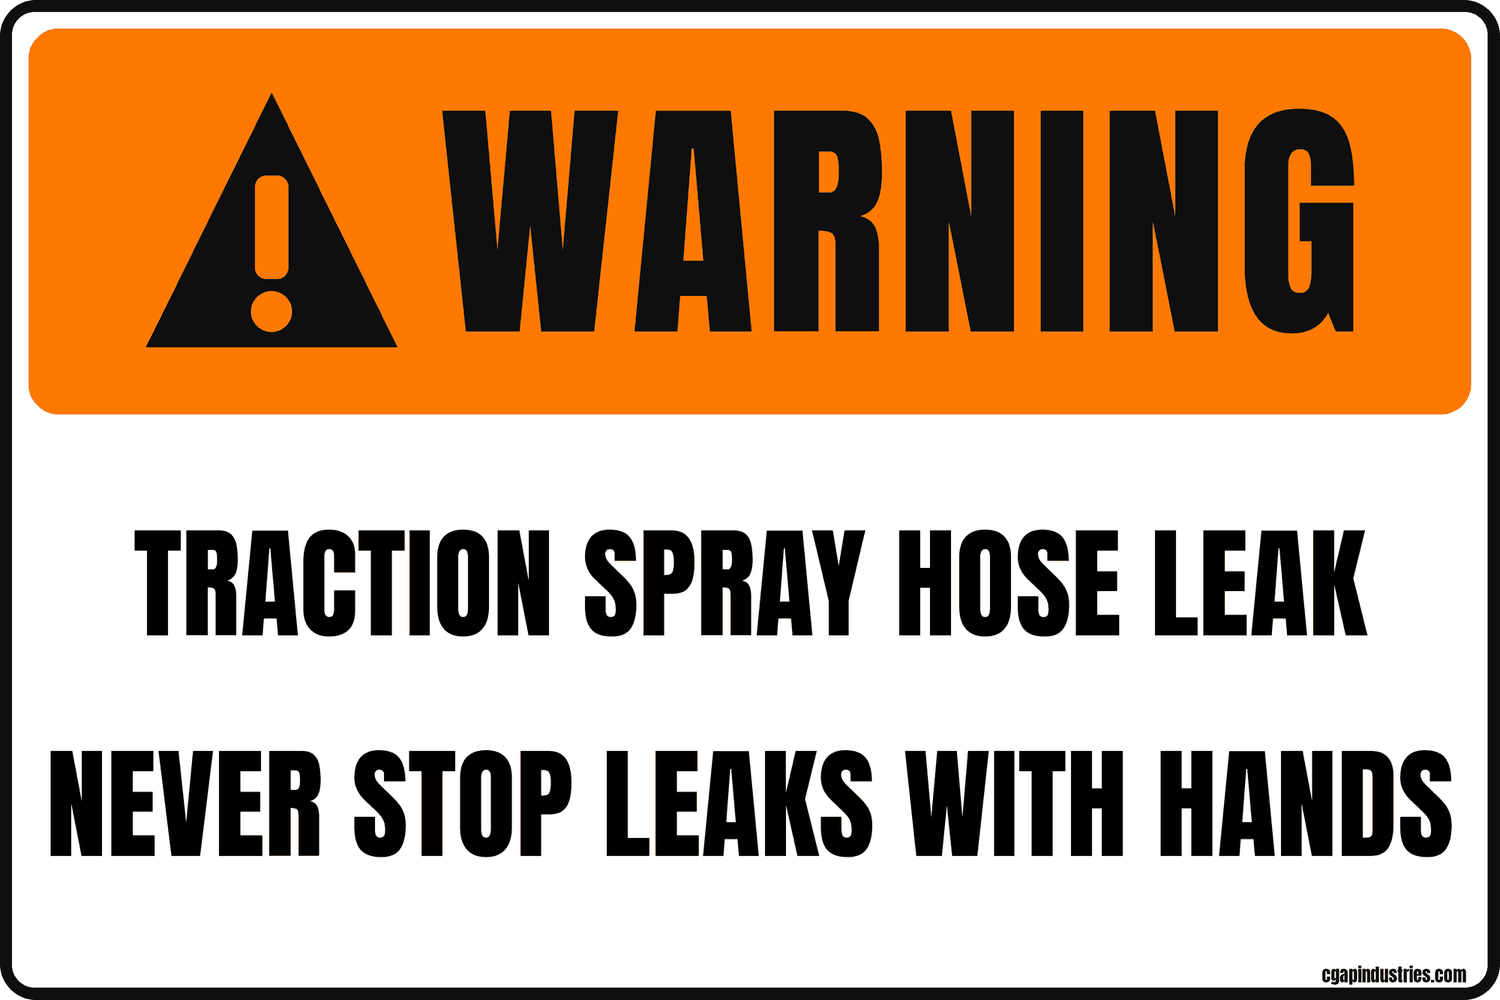 WARNING
TRACTION SPRAY HOSE LEAK
NEVER STOP LEAKS WITH HANDS
cgapindustries.com